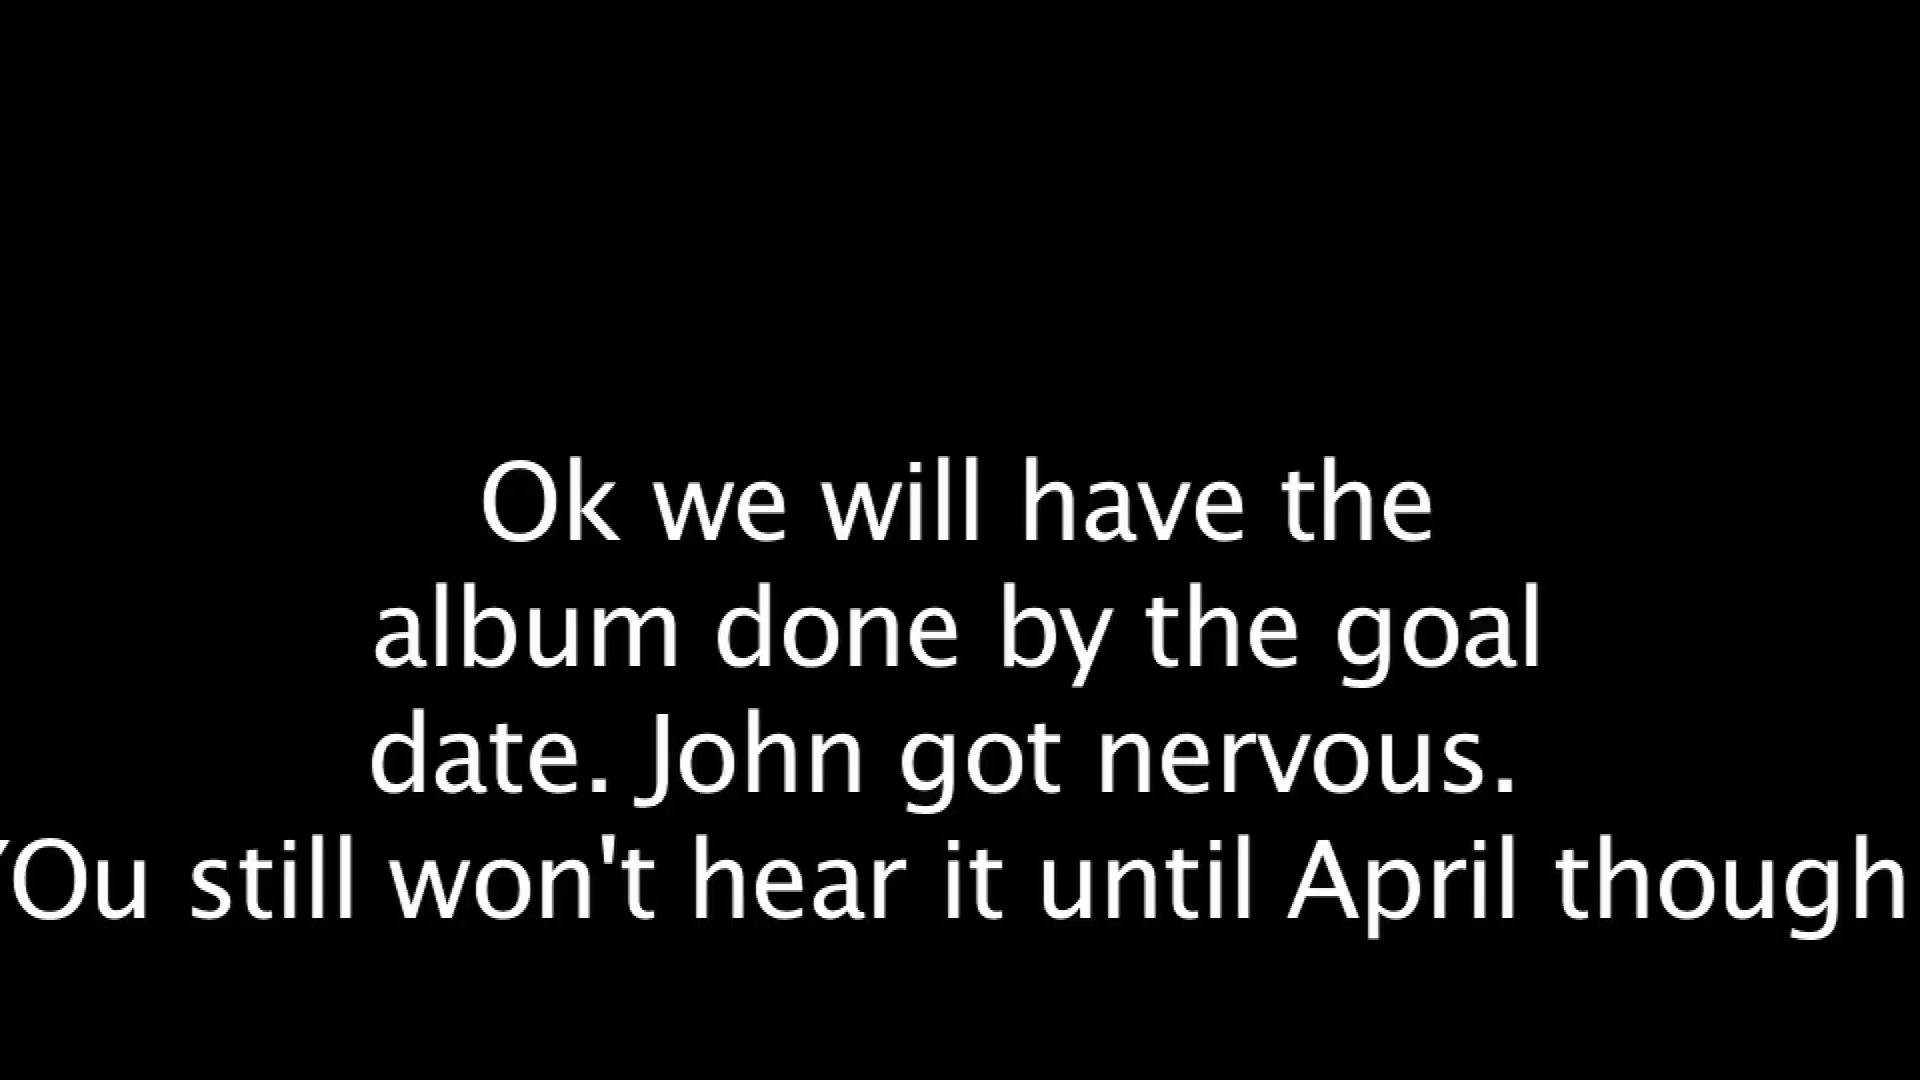 Ok we will have the
album done by the goal
date. John got nervous.
YOu still won't hear it until April though